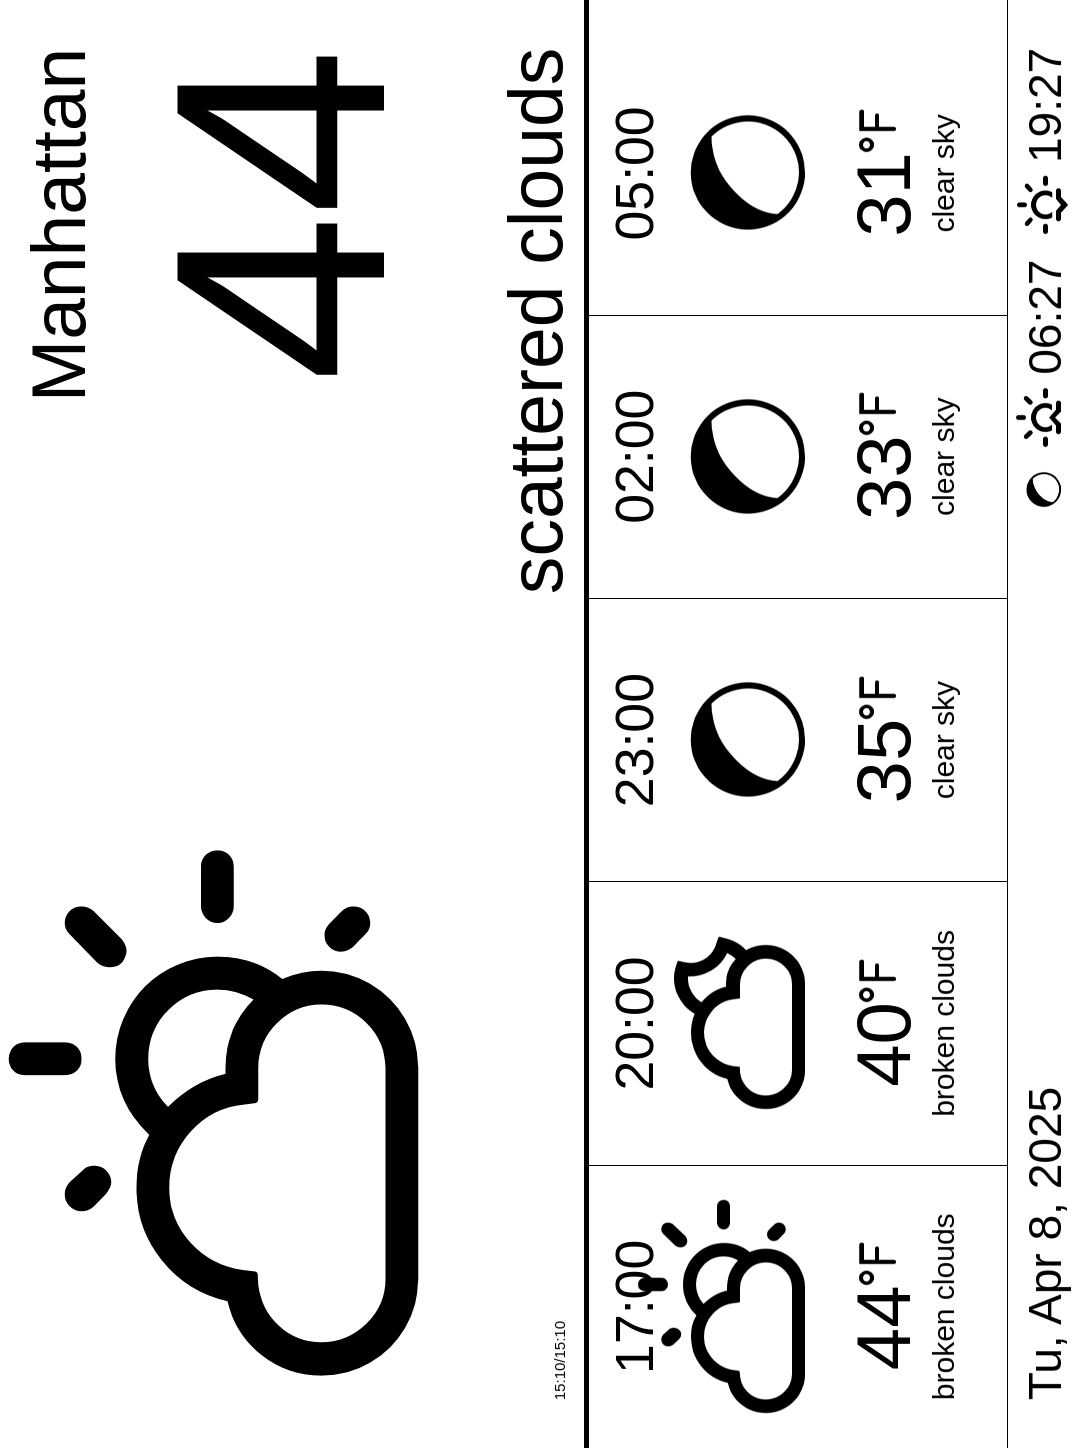 Manhattan
44
scattered clouds
15:10/15:10
17:00 20:00 23:00 02:00 05:00
44°F 40°F 35°F 33°F 31°F
broken clouds broken clouds clear sky clear sky clear sky
Tu, Apr 8, 2025 06:27 19:27